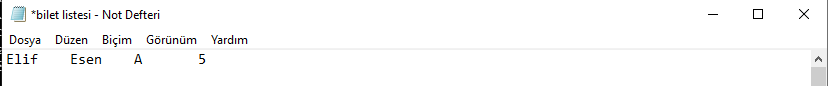 *bilet listesi - Not Defteri
Dosya Düzen Biçim Görünüm Yardım
Elif Esen A 5